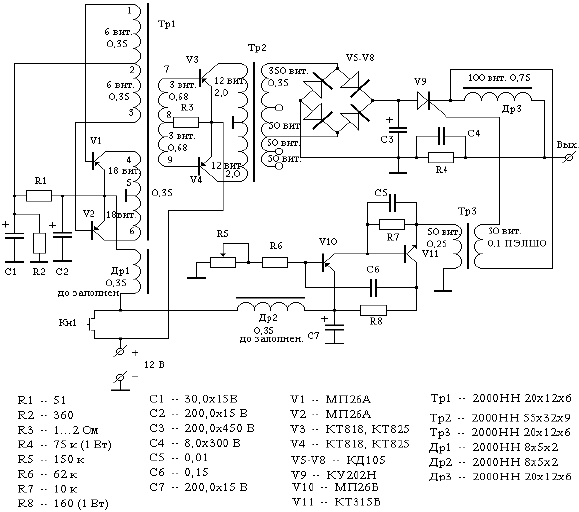 Тр1
1
6 вит.
0,35
2
6 вит.
0,35
3
V3
Тр2
V5-V8
7
12 вит.
2,0
350 вит.
0,35
V9
100 вит. 0,75
3 вит.
0,68
R3
8
3 вит.
0,68
50 вит
50 вит.
50 вит.
C3
C4
R4
Др3
Вых.
V1
18 вит
4
5
0,35
9
V4
12 вит.
2,0
R1
V2
18вит.
6
C5
R7
V11
Тр3
50 вит.
0,25
30 вит.
0,1 ПЭЛШО
C1
R2
C2
Др1
0,35
до заполнен.
R5
R6
V10
C6
Кн1
Др2
0,35
до заполнен.
C7
R8
+
12 В
–
R1 -- 51
R2 -- 360
R3 -- 1...2 Ом
R4 -- 75 к (1 Вт)
R5 -- 150 к
R6 -- 62 к
R7 -- 10 к
R8 -- 160 (1 Вт)
C1 -- 30,0х15В
C2 -- 200,0х15 В
C3 -- 200,0х450 В
C4 -- 8,0х300 В
C5 -- 0,01
C6 -- 0,15
C7 -- 200,0х15 В
V1 -- МП26А
V2 -- МП26А
V3 -- КТ818, КТ825
V4 -- КТ818, КТ825
V5-V8 -- КД105
V9 -- КУ202Н
V10 -- МП26Б
V11 -- КТ315В
Тр1 -- 2000НН 20х12х6
Тр2 -- 2000НН 55х32х9
Тр3 -- 2000НН 20х12х6
Др1 -- 2000НН 8х5х2
Др2 -- 2000НН 8х5х2
Др3 -- 2000НН 20х12х6